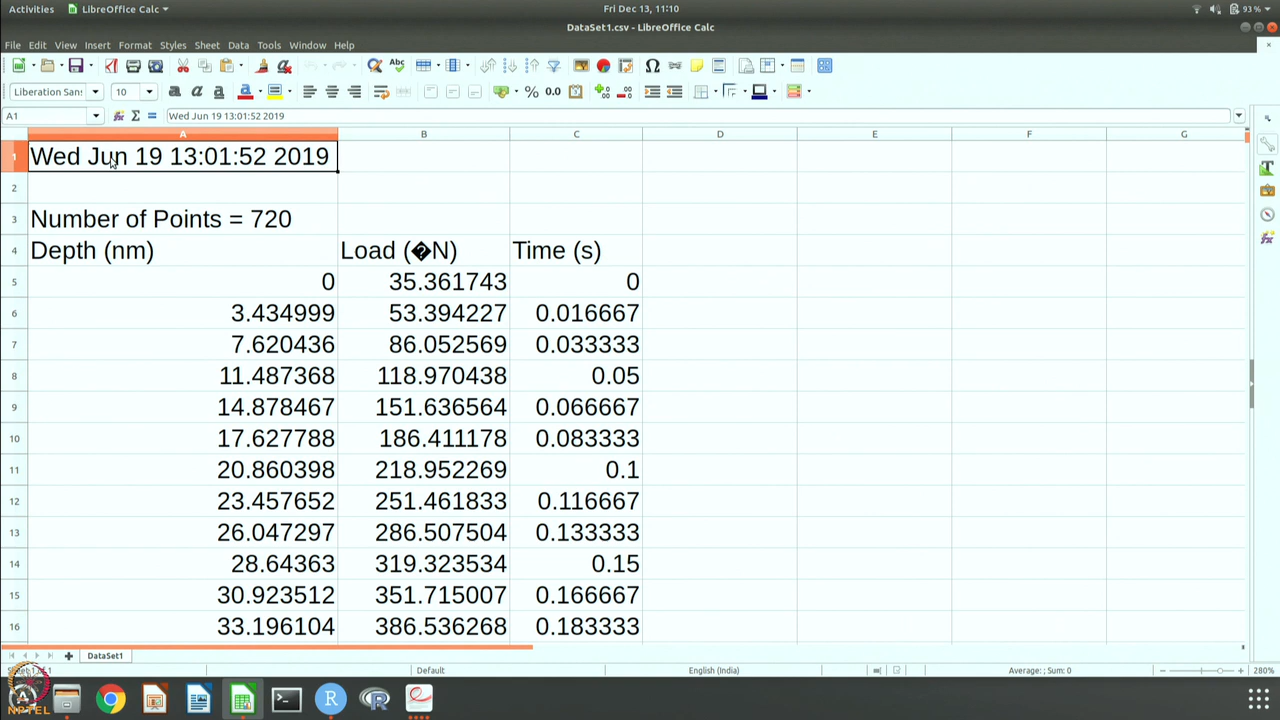 Activities LibreOffice Calc Fri Dec 13, 11:10 93%
DataSet1.csv - LibreOffice Calc
File Edit View Insert Format Styles Sheet Data Tools Window Help
Liberation Sans 10
A1 Wed Jun 19 13:01:52 2019
A B C D E F G
1 Wed Jun 19 13:01:52 2019
2
3 Number of Points = 720
4 Depth (nm) Load (�N) Time (s)
5 0 35.361743 0
6 3.434999 53.394227 0.016667
7 7.620436 86.052569 0.033333
8 11.487368 118.970438 0.05
9 14.878467 151.636564 0.066667
10 17.627788 186.411178 0.083333
11 20.860398 218.952269 0.1
12 23.457652 251.461833 0.116667
13 26.047297 286.507504 0.133333
14 28.64363 319.323534 0.15
15 30.923512 351.715007 0.166667
16 33.196104 386.536268 0.183333
DataSet1
Default English (India) Average: ; Sum: 0 280%
NPTEL